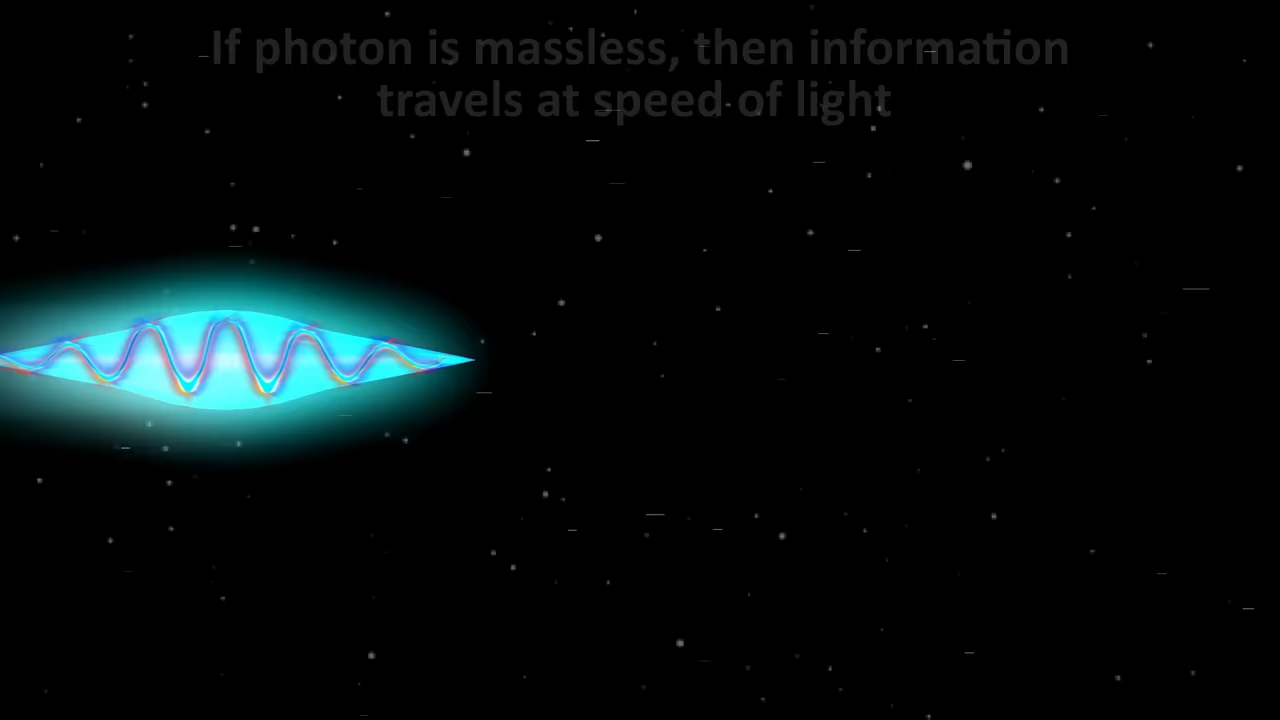 If photon is massless, then information
travels at speed of light